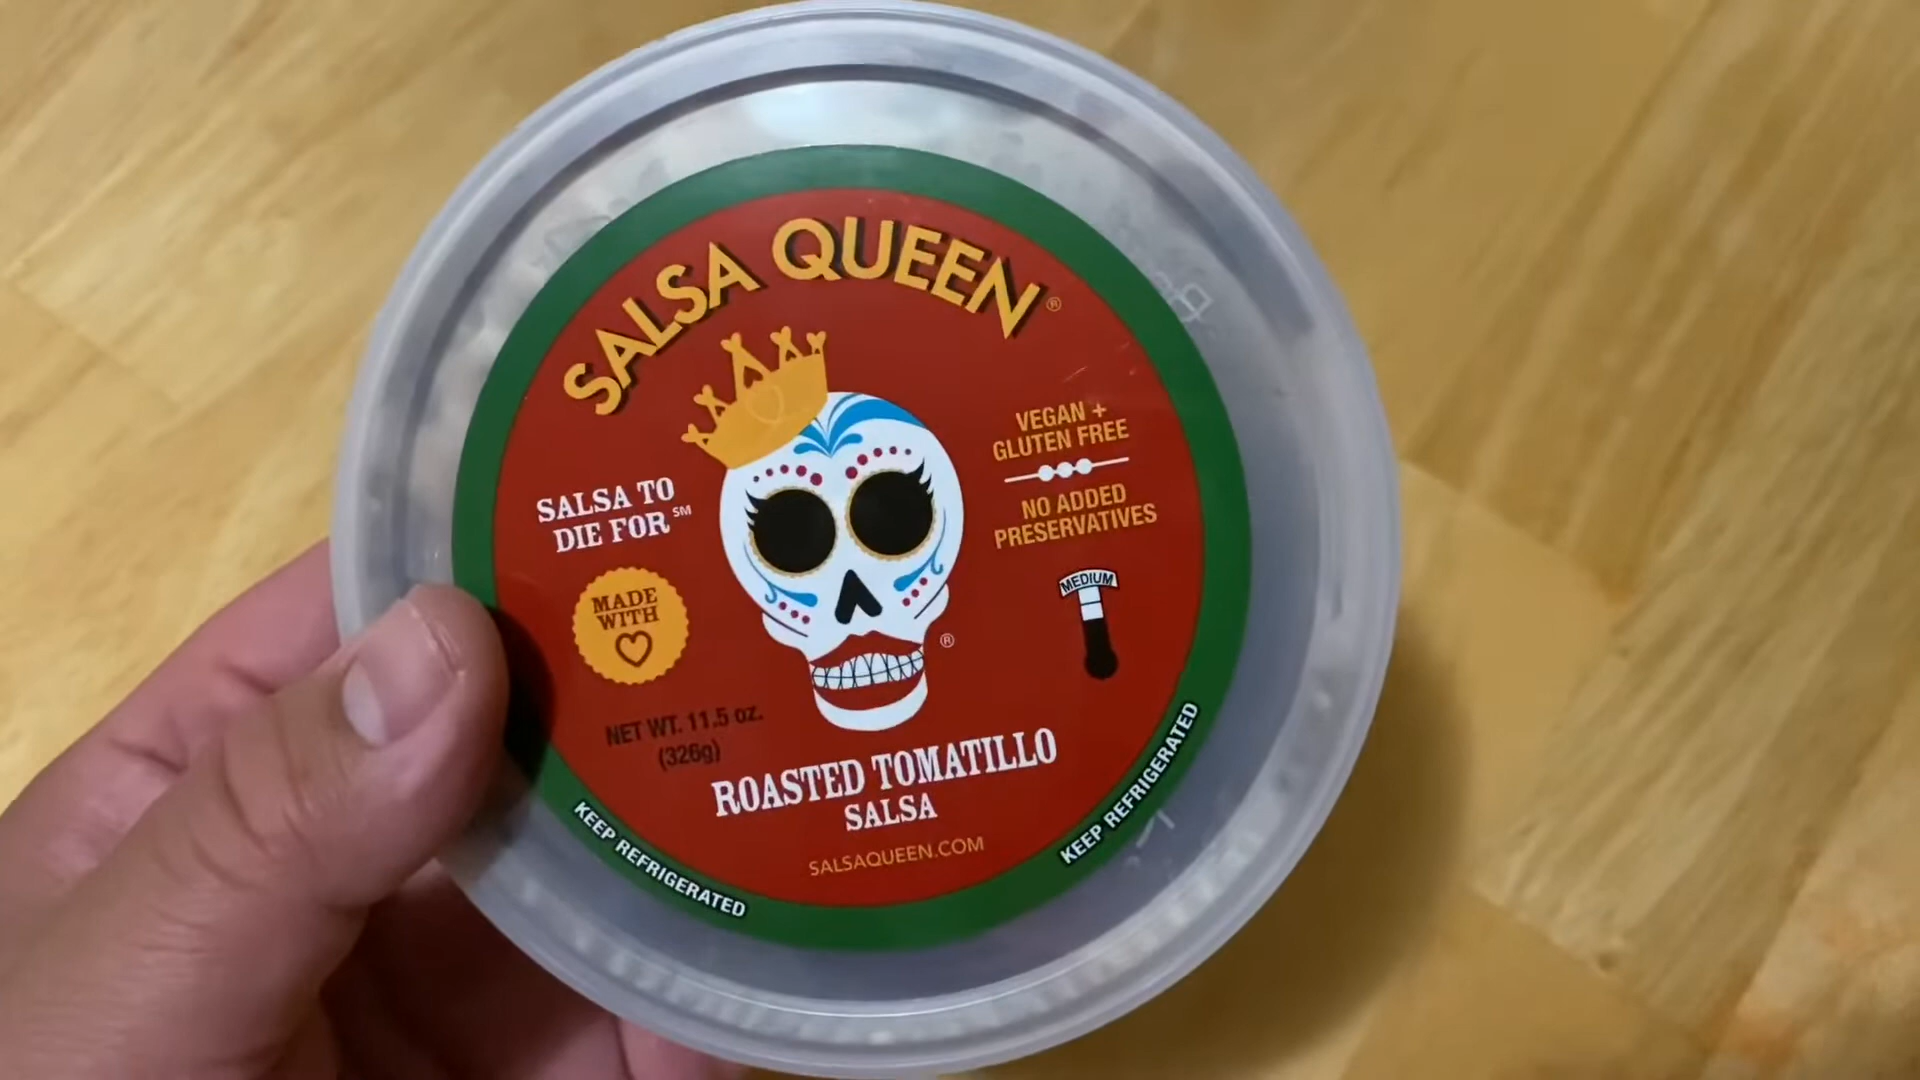 SALSA QUEEN®
SALSA TO
DIE FOR℠
VEGAN +
GLUTEN FREE
NO ADDED
PRESERVATIVES
MADE
WITH
MEDIUM
®
NET WT. 11.5 oz.
(326g)
ROASTED TOMATILLO
SALSA
SALSAQUEEN.COM
KEEP REFRIGERATED
KEEP REFRIGERATED